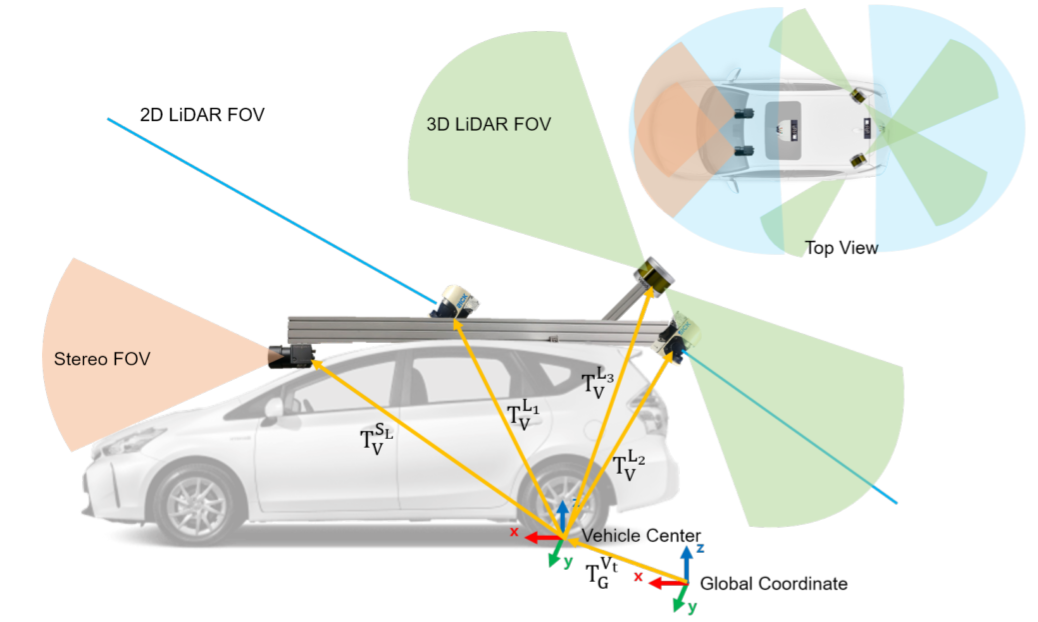 2D LiDAR FOV
3D LiDAR FOV
Top View
Stereo FOV
T_V^{S_L}
T_V^{L_1}
T_V^{L_3}
T_V^{L_2}
x
y
Vehicle Center
T_G^{V_t}
x
z
y
Global Coordinate